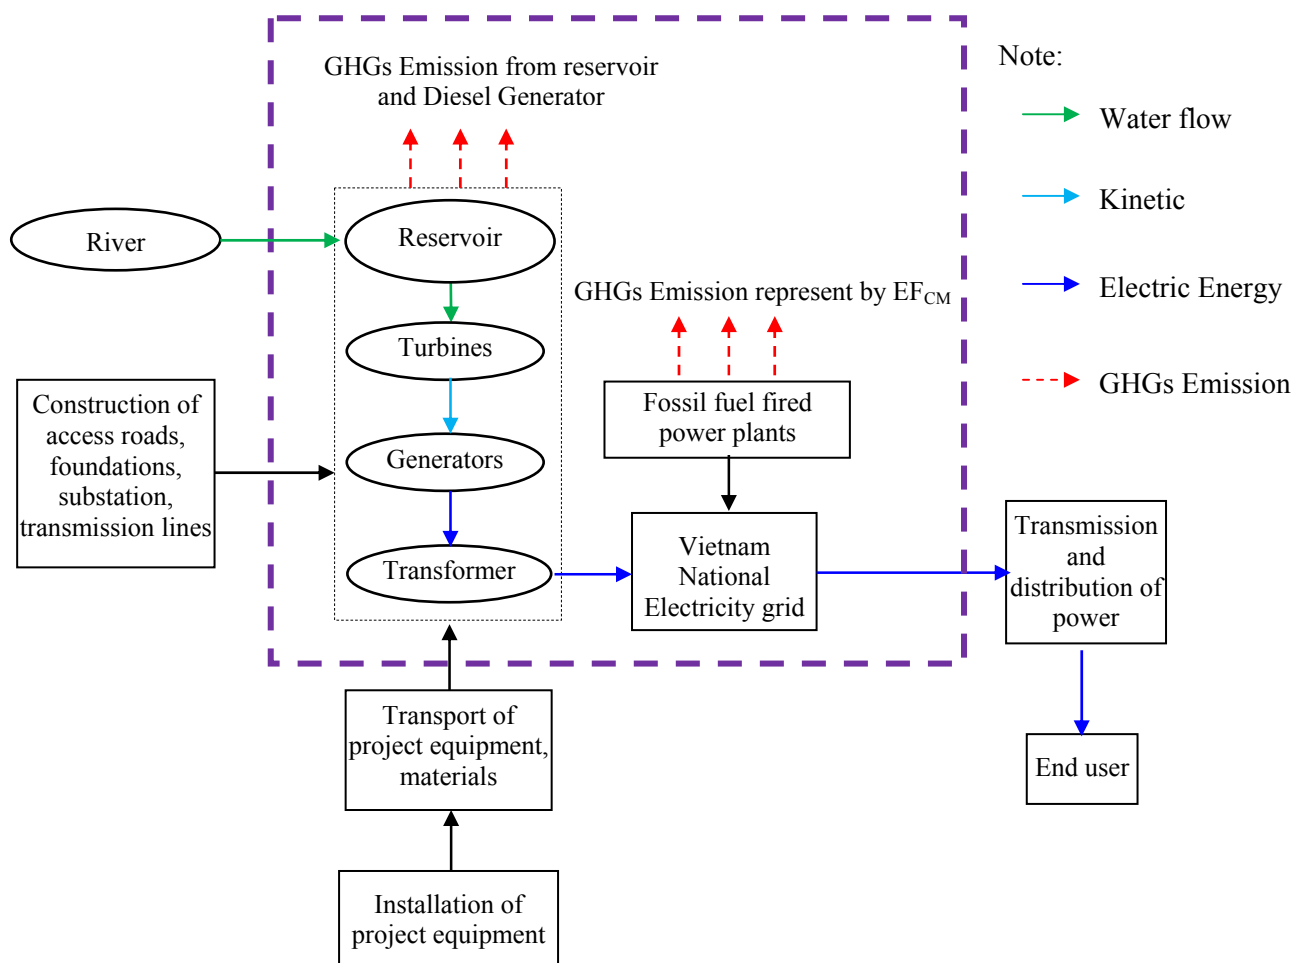 GHGs Emission from reservoir
and Diesel Generator
Note:
Water flow
Kinetic
Electric Energy
GHGs Emission
River
Reservoir
Turbines
Generators
Transformer
GHGs Emission represent by EFCM
Fossil fuel fired
power plants
Construction of
access roads,
foundations,
substation,
transmission lines
Vietnam
National
Electricity grid
Transmission
and
distribution of
power
Transport of
project equipment,
materials
End user
Installation of
project equipment